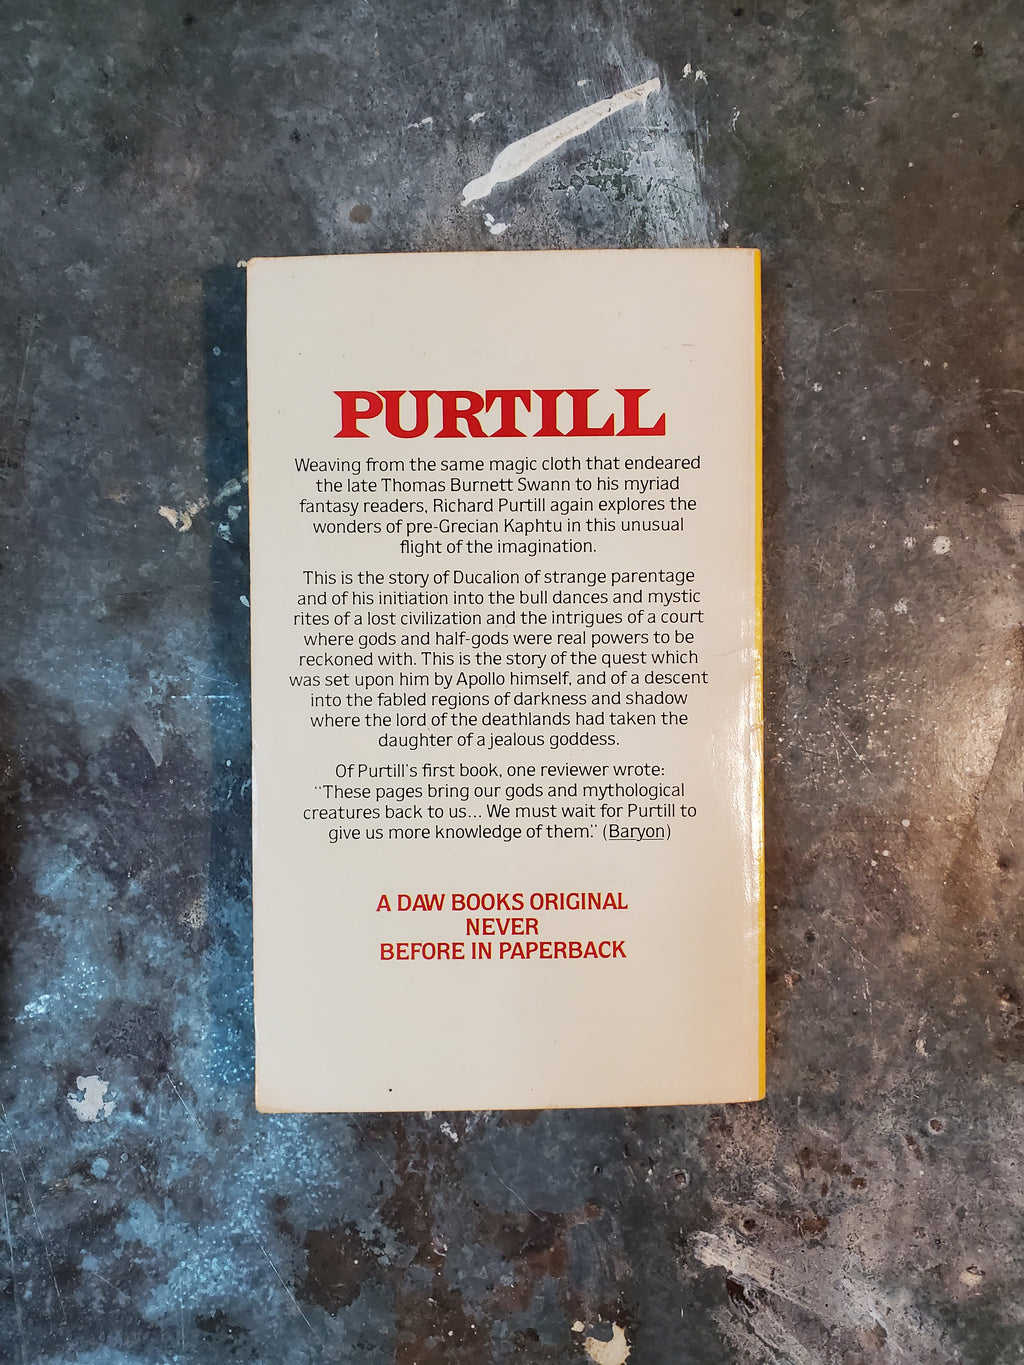 PURTILL
Weaving from the same magic cloth that endeared
the late Thomas Burnett Swann to his myriad
fantasy readers, Richard Purtill again explores the
wonders of pre-Grecian Kaphtu in this unusual
flight of the imagination.
This is the story of Ducalion of strange parentage
and of his initiation into the bull dances and mystic
rites of a lost civilization and the intrigues of a court
where gods and half-gods were real powers to be
reckoned with. This is the story of the quest which
was set upon him by Apollo himself, and of a descent
into the fabled regions of darkness and shadow
where the lord of the deathlands had taken the
daughter of a jealous goddess.
Of Purtill's first book, one reviewer wrote:
"These pages bring our gods and mythological
creatures back to us... We must wait for Purtill to
give us more knowledge of them." (Baryon)
A DAW BOOKS ORIGINAL
NEVER
BEFORE IN PAPERBACK